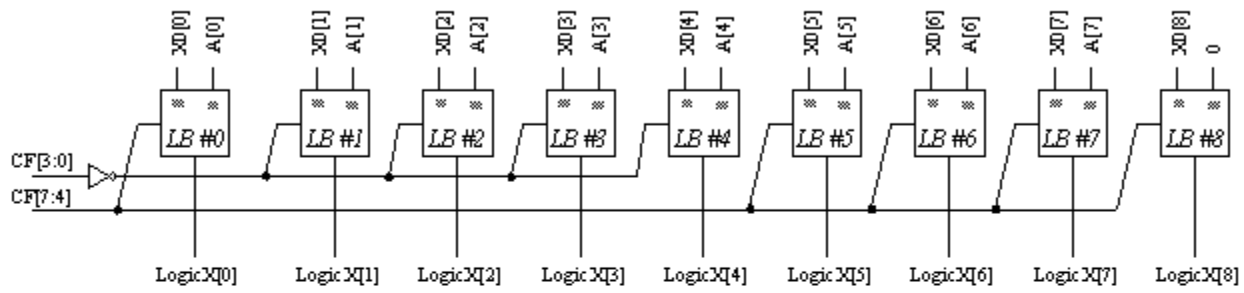 XD[0] A[0] XD[1] A[1] XD[2] A[2] XD[3] A[3] XD[4] A[4] XD[5] A[5] XD[6] A[6] XD[7] A[7] XD[8] 0
LB #0 LB #1 LB #2 LB #3 LB #4 LB #5 LB #6 LB #7 LB #8
CF[3:0]
CF[7:4]
LogicX[0] LogicX[1] LogicX[2] LogicX[3] LogicX[4] LogicX[5] LogicX[6] LogicX[7] LogicX[8]